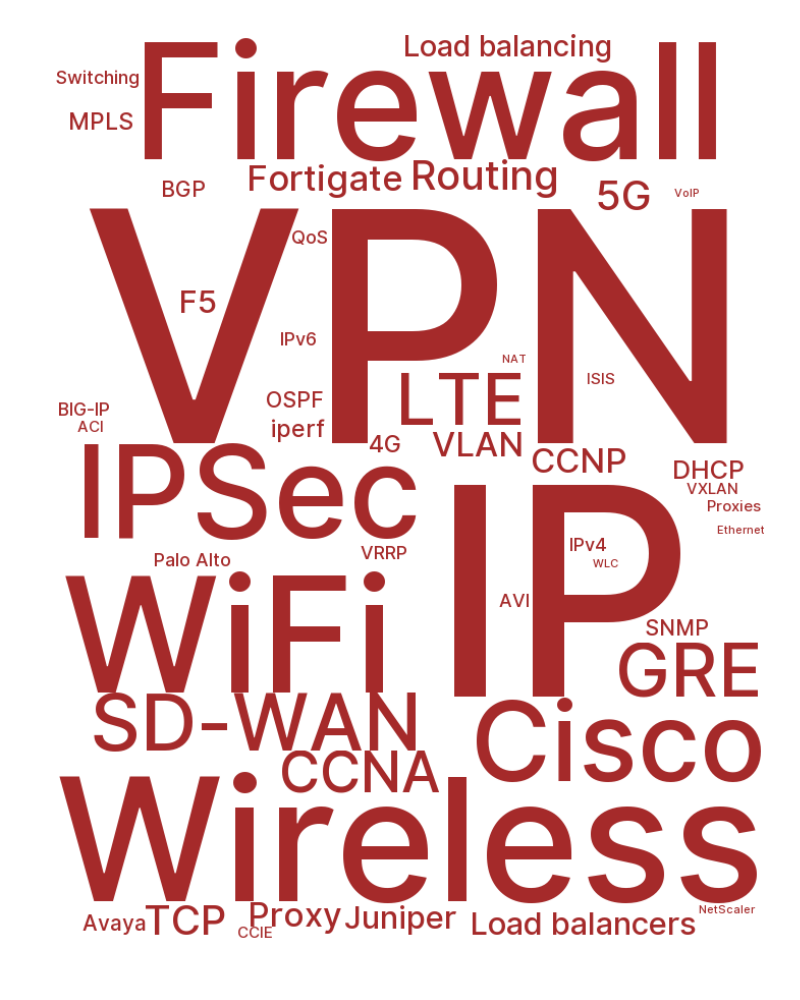 Load balancing
Firewall
Switching
MPLS
Fortigate
Routing
BGP
5G
VoIP
VPN
QoS
F5
IPv6
NAT
ISIS
LTE
OSPF
BIG-IP
ACI
iperf
4G
VLAN
CCNP
DHCP
VXLAN
Proxies
Ethernet
IPSec
IP
IPv4
VRRP
Palo Alto
WLC
AVI
SNMP
WiFi
GRE
SD-WAN
Cisco
CCNA
Wireless
NetScaler
Avaya
TCP
Proxy
CCIE
Juniper
Load balancers